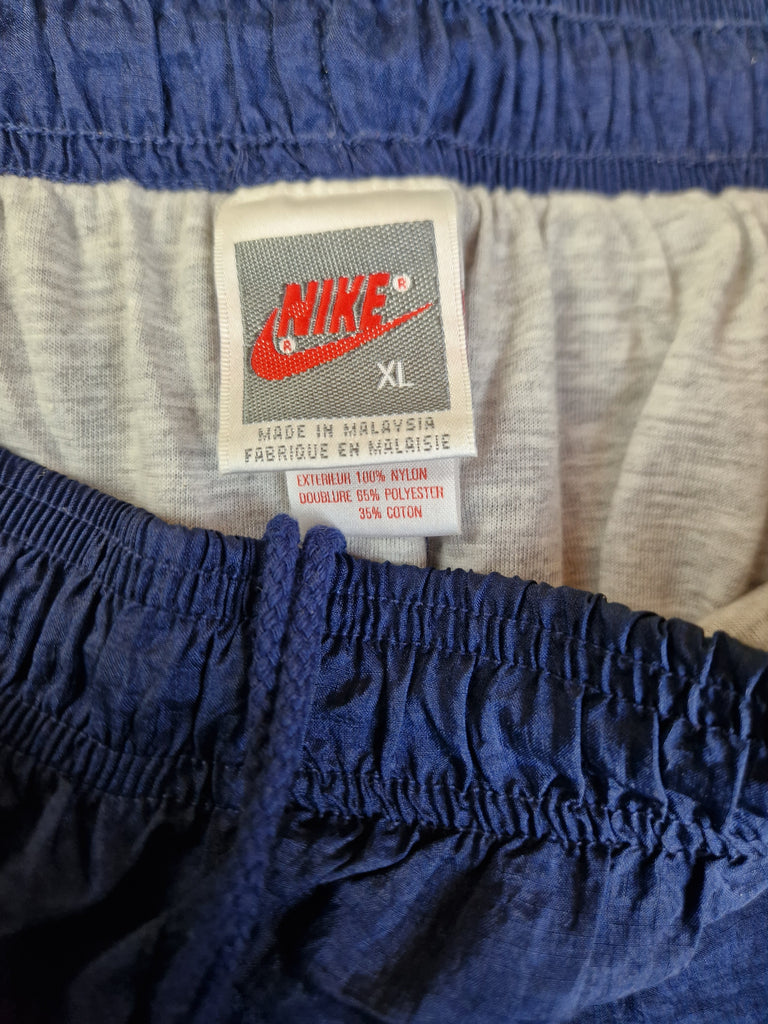 NIKE®
®
XL
MADE IN MALAYSIA
FABRIQUE EN MALAISIE
EXTERIEUR 100% NYLON
DOUBLURE 65% POLYESTER
35% COTON